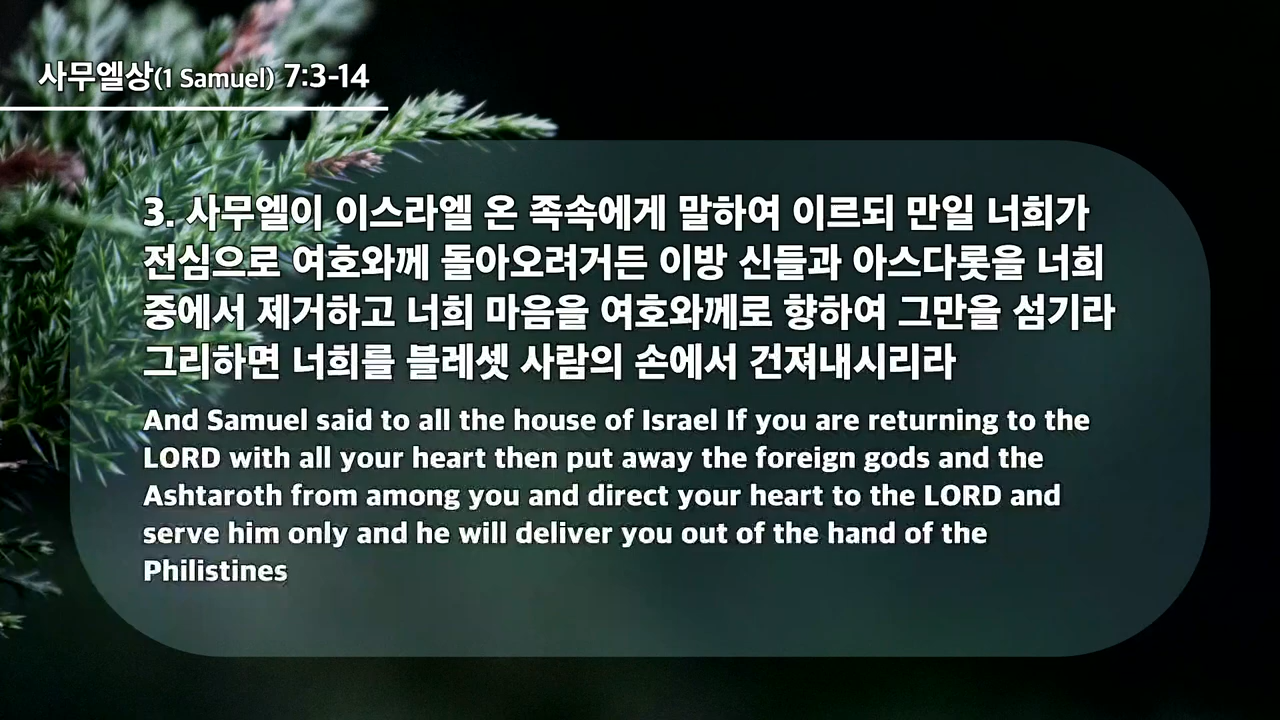 사무엘상(1 Samuel) 7:3-14
3. 사무엘이 이스라엘 온 족속에게 말하여 이르되 만일 너희가
전심으로 여호와께 돌아오려거든 이방 신들과 아스다롯을 너희
중에서 제거하고 너희 마음을 여호와께로 향하여 그만을 섬기라
그리하면 너희를 블레셋 사람의 손에서 건져내시리라
And Samuel said to all the house of Israel If you are returning to the
LORD with all your heart then put away the foreign gods and the
Ashtaroth from among you and direct your heart to the LORD and
serve him only and he will deliver you out of the hand of the
Philistines